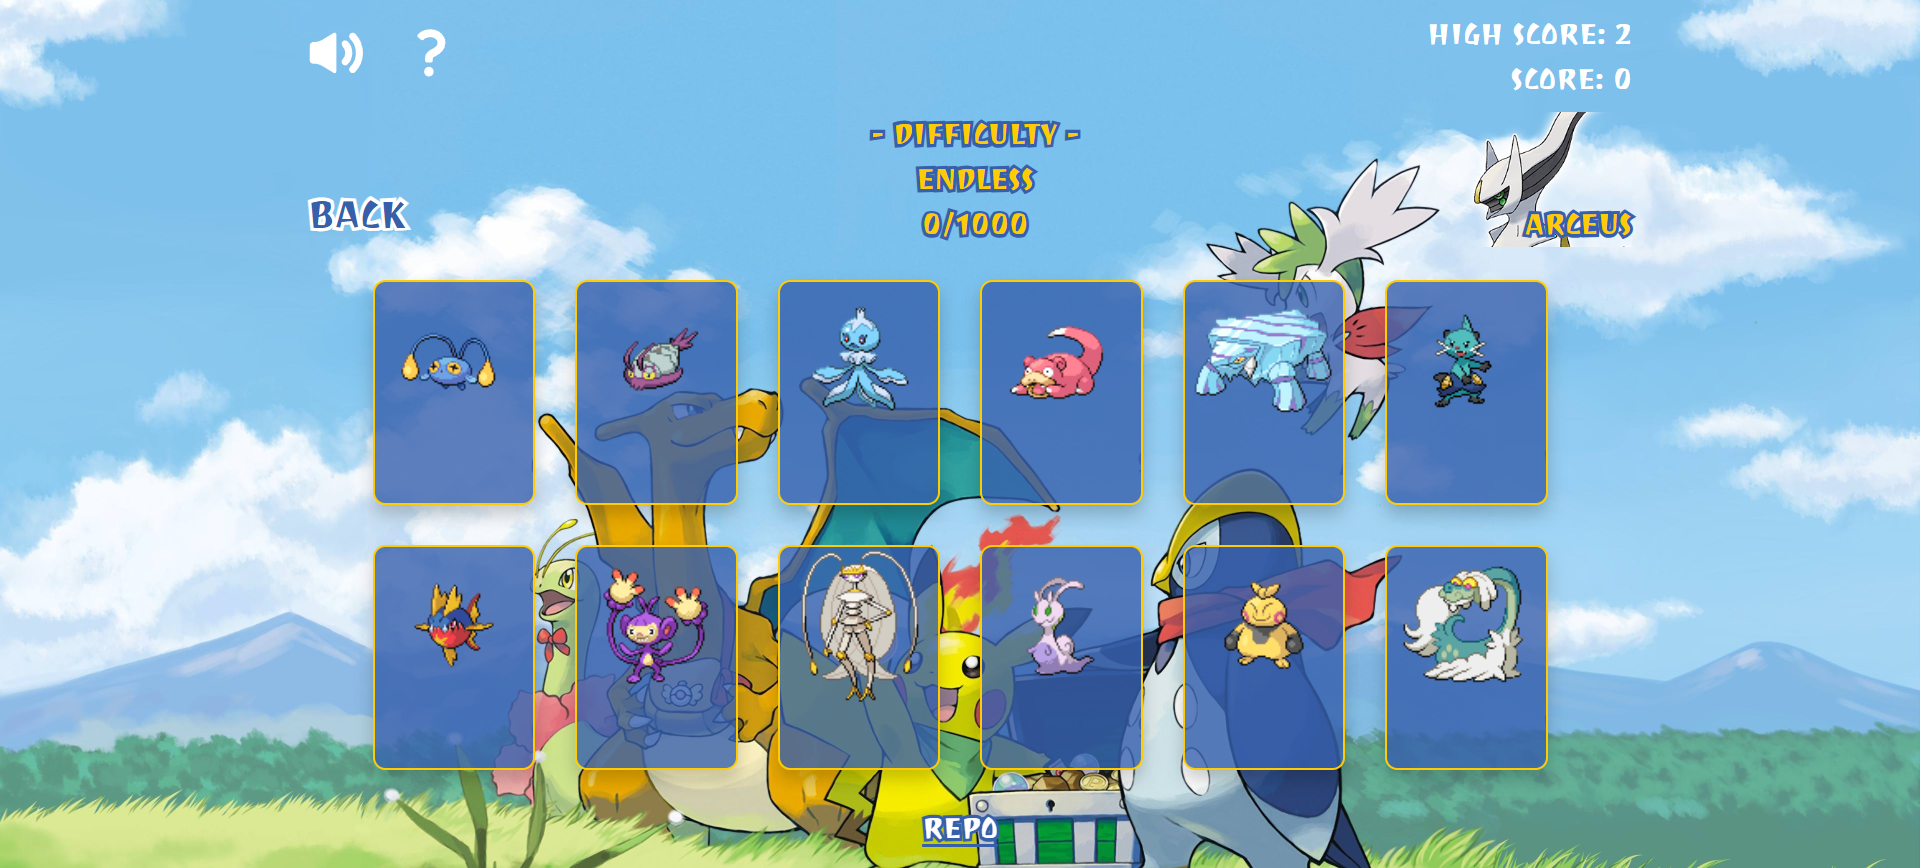 ?
HIGH SCORE: 2
SCORE: 0
- DIFFICULTY -
ENDLESS
0/1000
BACK
ARCEUS
REPO